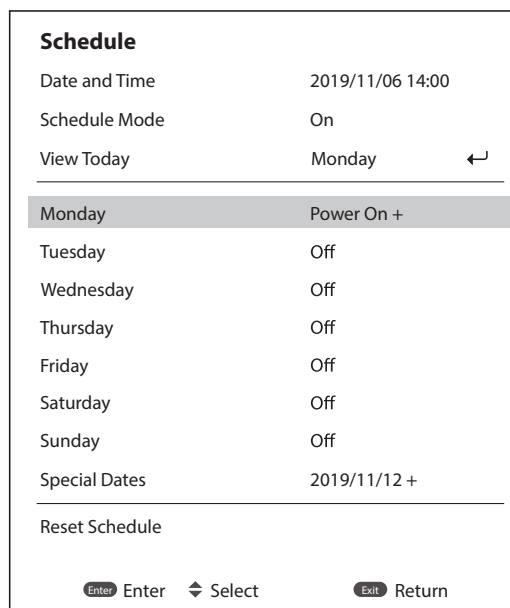 Schedule
Date and Time 2019/11/06 14:00
Schedule Mode On
View Today Monday
Monday Power On +
Tuesday Off
Wednesday Off
Thursday Off
Friday Off
Saturday Off
Sunday Off
Special Dates 2019/11/12 +
Reset Schedule
Enter Enter Select Exit Return